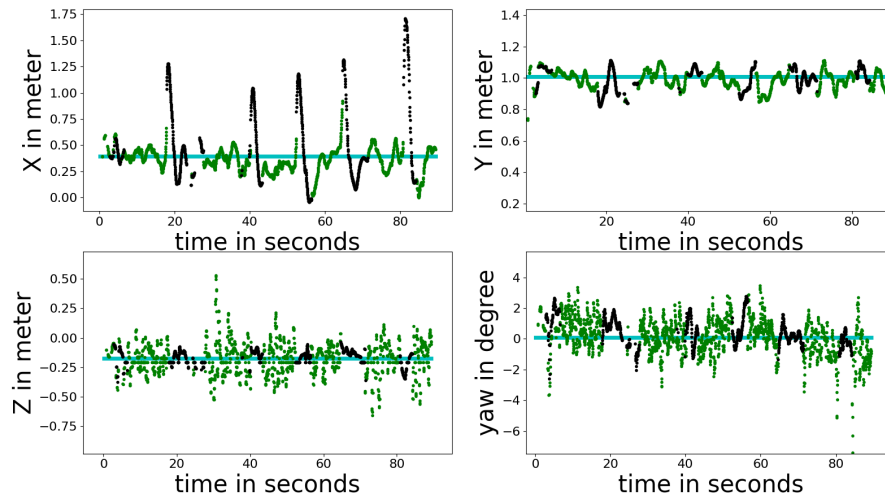 X in meter
1.75
1.50
1.25
1.00
0.75
0.50
0.25
0.00
0 20 40 60 80
time in seconds
Y in meter
1.4
1.2
1.0
0.8
0.6
0.4
0.2
20 40 60 80
time in seconds
Z in meter
0.50
0.25
0.00
−0.25
−0.50
−0.75
0 20 40 60 80
time in seconds
yaw in degree
4
2
0
−2
−4
−6
0 20 40 60 80
time in seconds